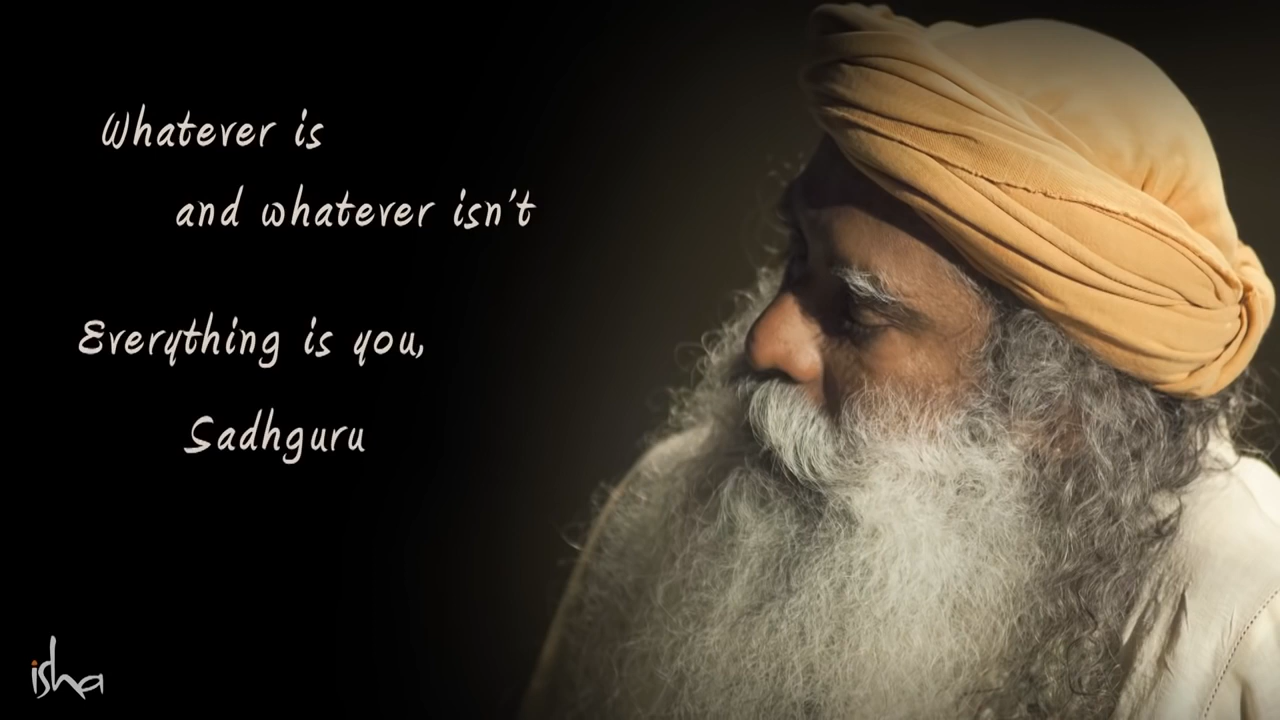 Whatever is
and whatever isn't
Everything is you,
Sadhguru
isha